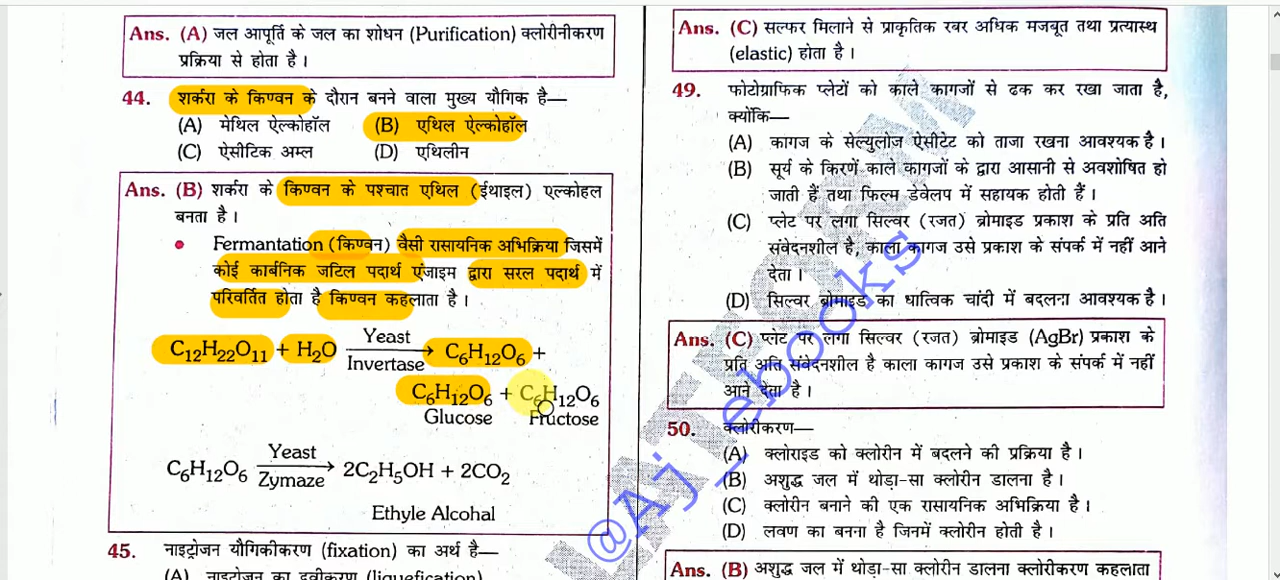 Ans. (A) जल आपूर्ति के जल का शोधन (Purification) क्लोरीनीकरण
प्रक्रिया से होता है।
44. शर्करा के किण्वन के दौरान बनने वाला मुख्य यौगिक है—
(A) मेथिल ऐल्कोहॉल (B) एथिल ऐल्कोहॉल
(C) ऐसीटिक अम्ल (D) एथिलीन
Ans. (B) शर्करा के किण्वन के पश्चात एथिल (ईथाइल) एल्कोहल
बनता है।
• Fermantation (किण्वन) वैसी रासायनिक अभिक्रिया जिसमें
कोई कार्बनिक जटिल पदार्थ एंजाइम द्वारा सरल पदार्थ में
परिवर्तित होता है किण्वन कहलाता है।
C₁₂H₂₂O₁₁ + H₂O Yeast Invertase → C₆H₁₂O₆ +
C₆H₁₂O₆ + C₆H₁₂O₆
Glucose Fructose
C₆H₁₂O₆ Yeast Zymaze → 2C₂H₅OH + 2CO₂
Ethyle Alcohal
45. नाइट्रोजन यौगिकीकरण (fixation) का अर्थ है—
(A) नाइट्रोजन का द्रवीकरण (liquefication)
Ans. (C) सल्फर मिलाने से प्राकृतिक रबर अधिक मजबूत तथा प्रत्यास्थ
(elastic) होता है।
49. फोटोग्राफिक प्लेटों को काले कागजों से ढक कर रखा जाता है,
क्योंकि—
(A) कागज के सेल्युलोज ऐसीटेट को ताजा रखना आवश्यक है।
(B) सूर्य के किरणें काले कागजों के द्वारा आसानी से अवशोषित हो
जाती हैं तथा फिल्म डेवेलप में सहायक होती हैं।
(C) प्लेट पर लगा सिल्वर (रजत) ब्रोमाइड प्रकाश के प्रति अति
संवेदनशील है, काला कागज उसे प्रकाश के संपर्क में नहीं आने
देता।
(D) सिल्वर ब्रोमाइड का धात्विक चांदी में बदलना आवश्यक है।
Ans. (C) प्लेट पर लगा सिल्वर (रजत) ब्रोमाइड (AgBr) प्रकाश के
प्रति अति संवेदनशील है काला कागज उसे प्रकाश के संपर्क में नहीं
आने देता है।
50. क्लोरीकरण—
(A) क्लोराइड को क्लोरीन में बदलने की प्रक्रिया है।
(B) अशुद्ध जल में थोड़ा-सा क्लोरीन डालना है।
(C) क्लोरीन बनाने की एक रासायनिक अभिक्रिया है।
(D) लवण का बनना है जिनमें क्लोरीन होती है।
Ans. (B) अशुद्ध जल में थोड़ा-सा क्लोरीन डालना क्लोरीकरण कहलाता
@Aj_ebooks